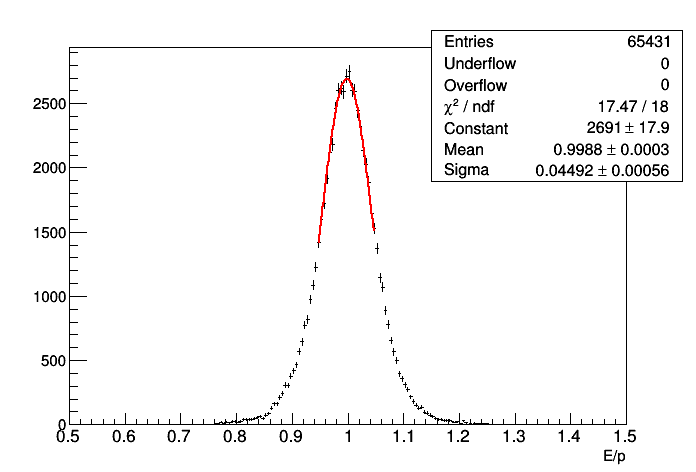 Entries 65431
Underflow 0
Overflow 0
χ² / ndf 17.47 / 18
Constant 2691 ± 17.9
Mean 0.9988 ± 0.0003
Sigma 0.04492 ± 0.00056
2500
2000
1500
1000
500
0
0.5 0.6 0.7 0.8 0.9 1 1.1 1.2 1.3 1.4 1.5
E/p